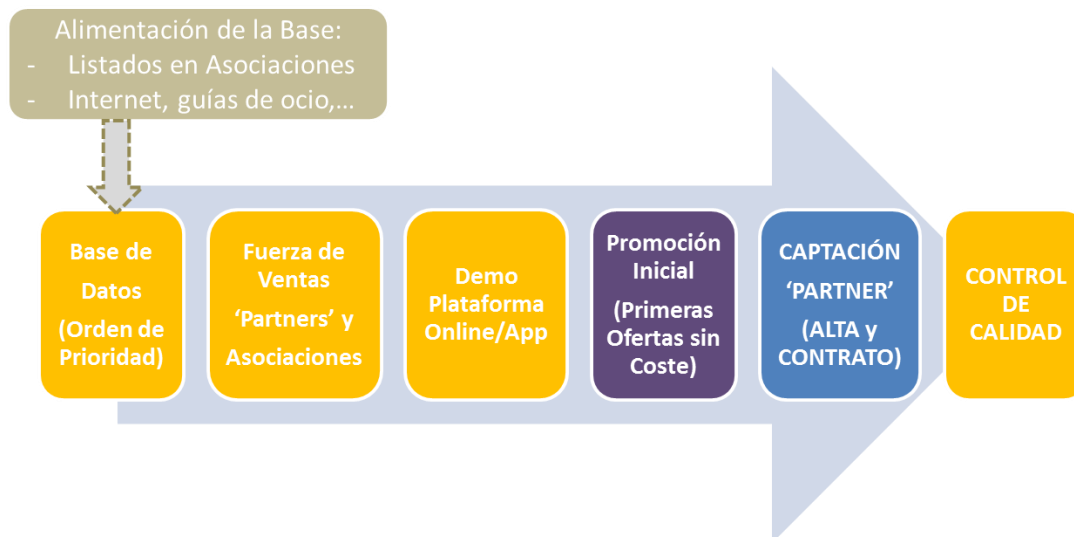 Alimentación de la Base:
- Listados en Asociaciones
- Internet, guías de ocio,...
Base de
Datos
(Orden de
Prioridad)
Fuerza de
Ventas
‘Partners’ y
Asociaciones
Demo
Plataforma
Online/App
Promoción
Inicial
(Primeras
Ofertas sin
Coste)
CAPTACIÓN
‘PARTNER’
(ALTA y
CONTRATO)
CONTROL
DE
CALIDAD